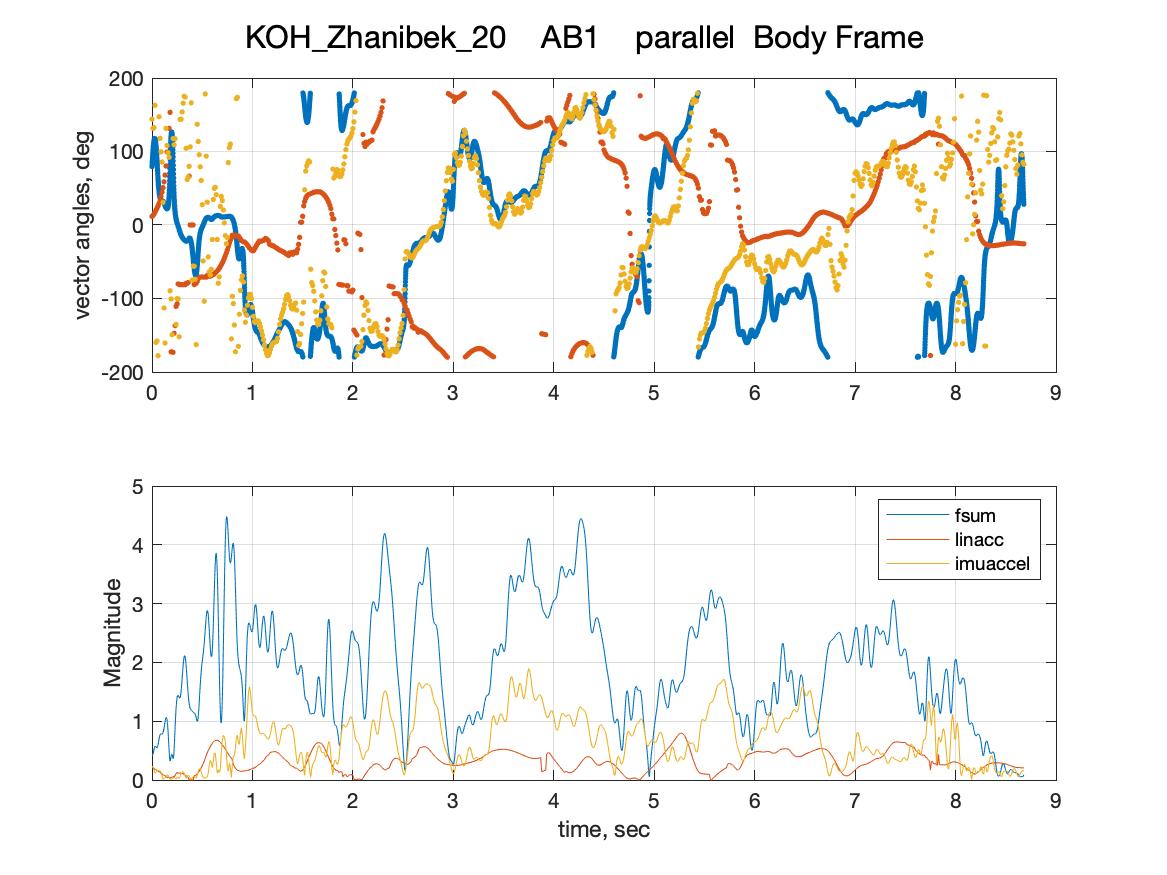 KOH_Zhanibek_20 AB1 parallel Body Frame
200
100
0
-100
-200
vector angles, deg
0 1 2 3 4 5 6 7 8 9
5
4
3
2
1
0
Magnitude
fsum
linacc
imuaccel
0 1 2 3 4 5 6 7 8 9
time, sec